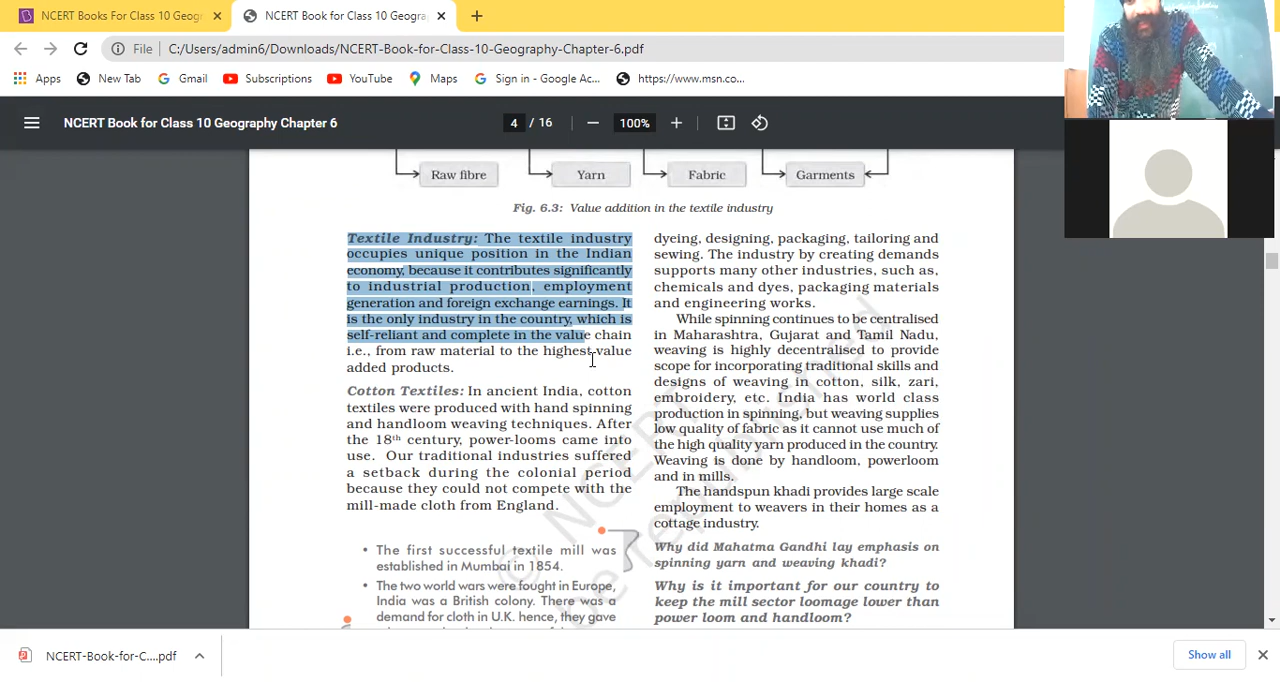 NCERT Books For Class 10 Geogr
NCERT Book for Class 10 Geogra
File
C:/Users/admin6/Downloads/NCERT-Book-for-Class-10-Geography-Chapter-6.pdf
Apps
New Tab
Gmail
Subscriptions
YouTube
Maps
Sign in - Google Ac...
https://www.msn.co...
NCERT Book for Class 10 Geography Chapter 6
4 / 16
100%
Raw fibre
Yarn
Fabric
Garments
Fig. 6.3: Value addition in the textile industry
Textile Industry: The textile industry
occupies unique position in the Indian
economy, because it contributes significantly
to industrial production, employment
generation and foreign exchange earnings. It
is the only industry in the country, which is
self-reliant and complete in the value chain
i.e., from raw material to the highest value
added products.
Cotton Textiles: In ancient India, cotton
textiles were produced with hand spinning
and handloom weaving techniques. After
the 18th century, power-looms came into
use. Our traditional industries suffered
a setback during the colonial period
because they could not compete with the
mill-made cloth from England.
• The first successful textile mill was
established in Mumbai in 1854.
• The two world wars were fought in Europe,
India was a British colony. There was a
demand for cloth in U.K. hence, they gave
dyeing, designing, packaging, tailoring and
sewing. The industry by creating demands
supports many other industries, such as,
chemicals and dyes, packaging materials
and engineering works.
While spinning continues to be centralised
in Maharashtra, Gujarat and Tamil Nadu,
weaving is highly decentralised to provide
scope for incorporating traditional skills and
designs of weaving in cotton, silk, zari,
embroidery, etc. India has world class
production in spinning, but weaving supplies
low quality of fabric as it cannot use much of
the high quality yarn produced in the country.
Weaving is done by handloom, powerloom
and in mills.
The handspun khadi provides large scale
employment to weavers in their homes as a
cottage industry.
Why did Mahatma Gandhi lay emphasis on
spinning yarn and weaving khadi?
Why is it important for our country to
keep the mill sector loomage lower than
power loom and handloom?
© NCERT
be republished
NCERT-Book-for-C....pdf
Show all